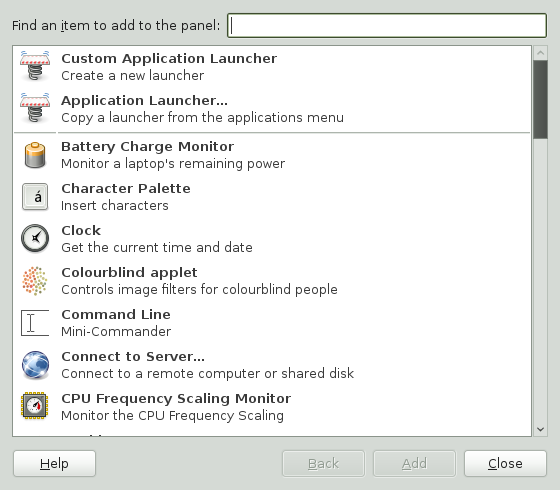 Find an item to add to the panel:
Custom Application Launcher
Create a new launcher
Application Launcher...
Copy a launcher from the applications menu
Battery Charge Monitor
Monitor a laptop's remaining power
á
Character Palette
Insert characters
Clock
Get the current time and date
Colourblind applet
Controls image filters for colourblind people
Command Line
Mini-Commander
Connect to Server...
Connect to a remote computer or shared disk
CPU Frequency Scaling Monitor
Monitor the CPU Frequency Scaling
Help
Back
Add
Close